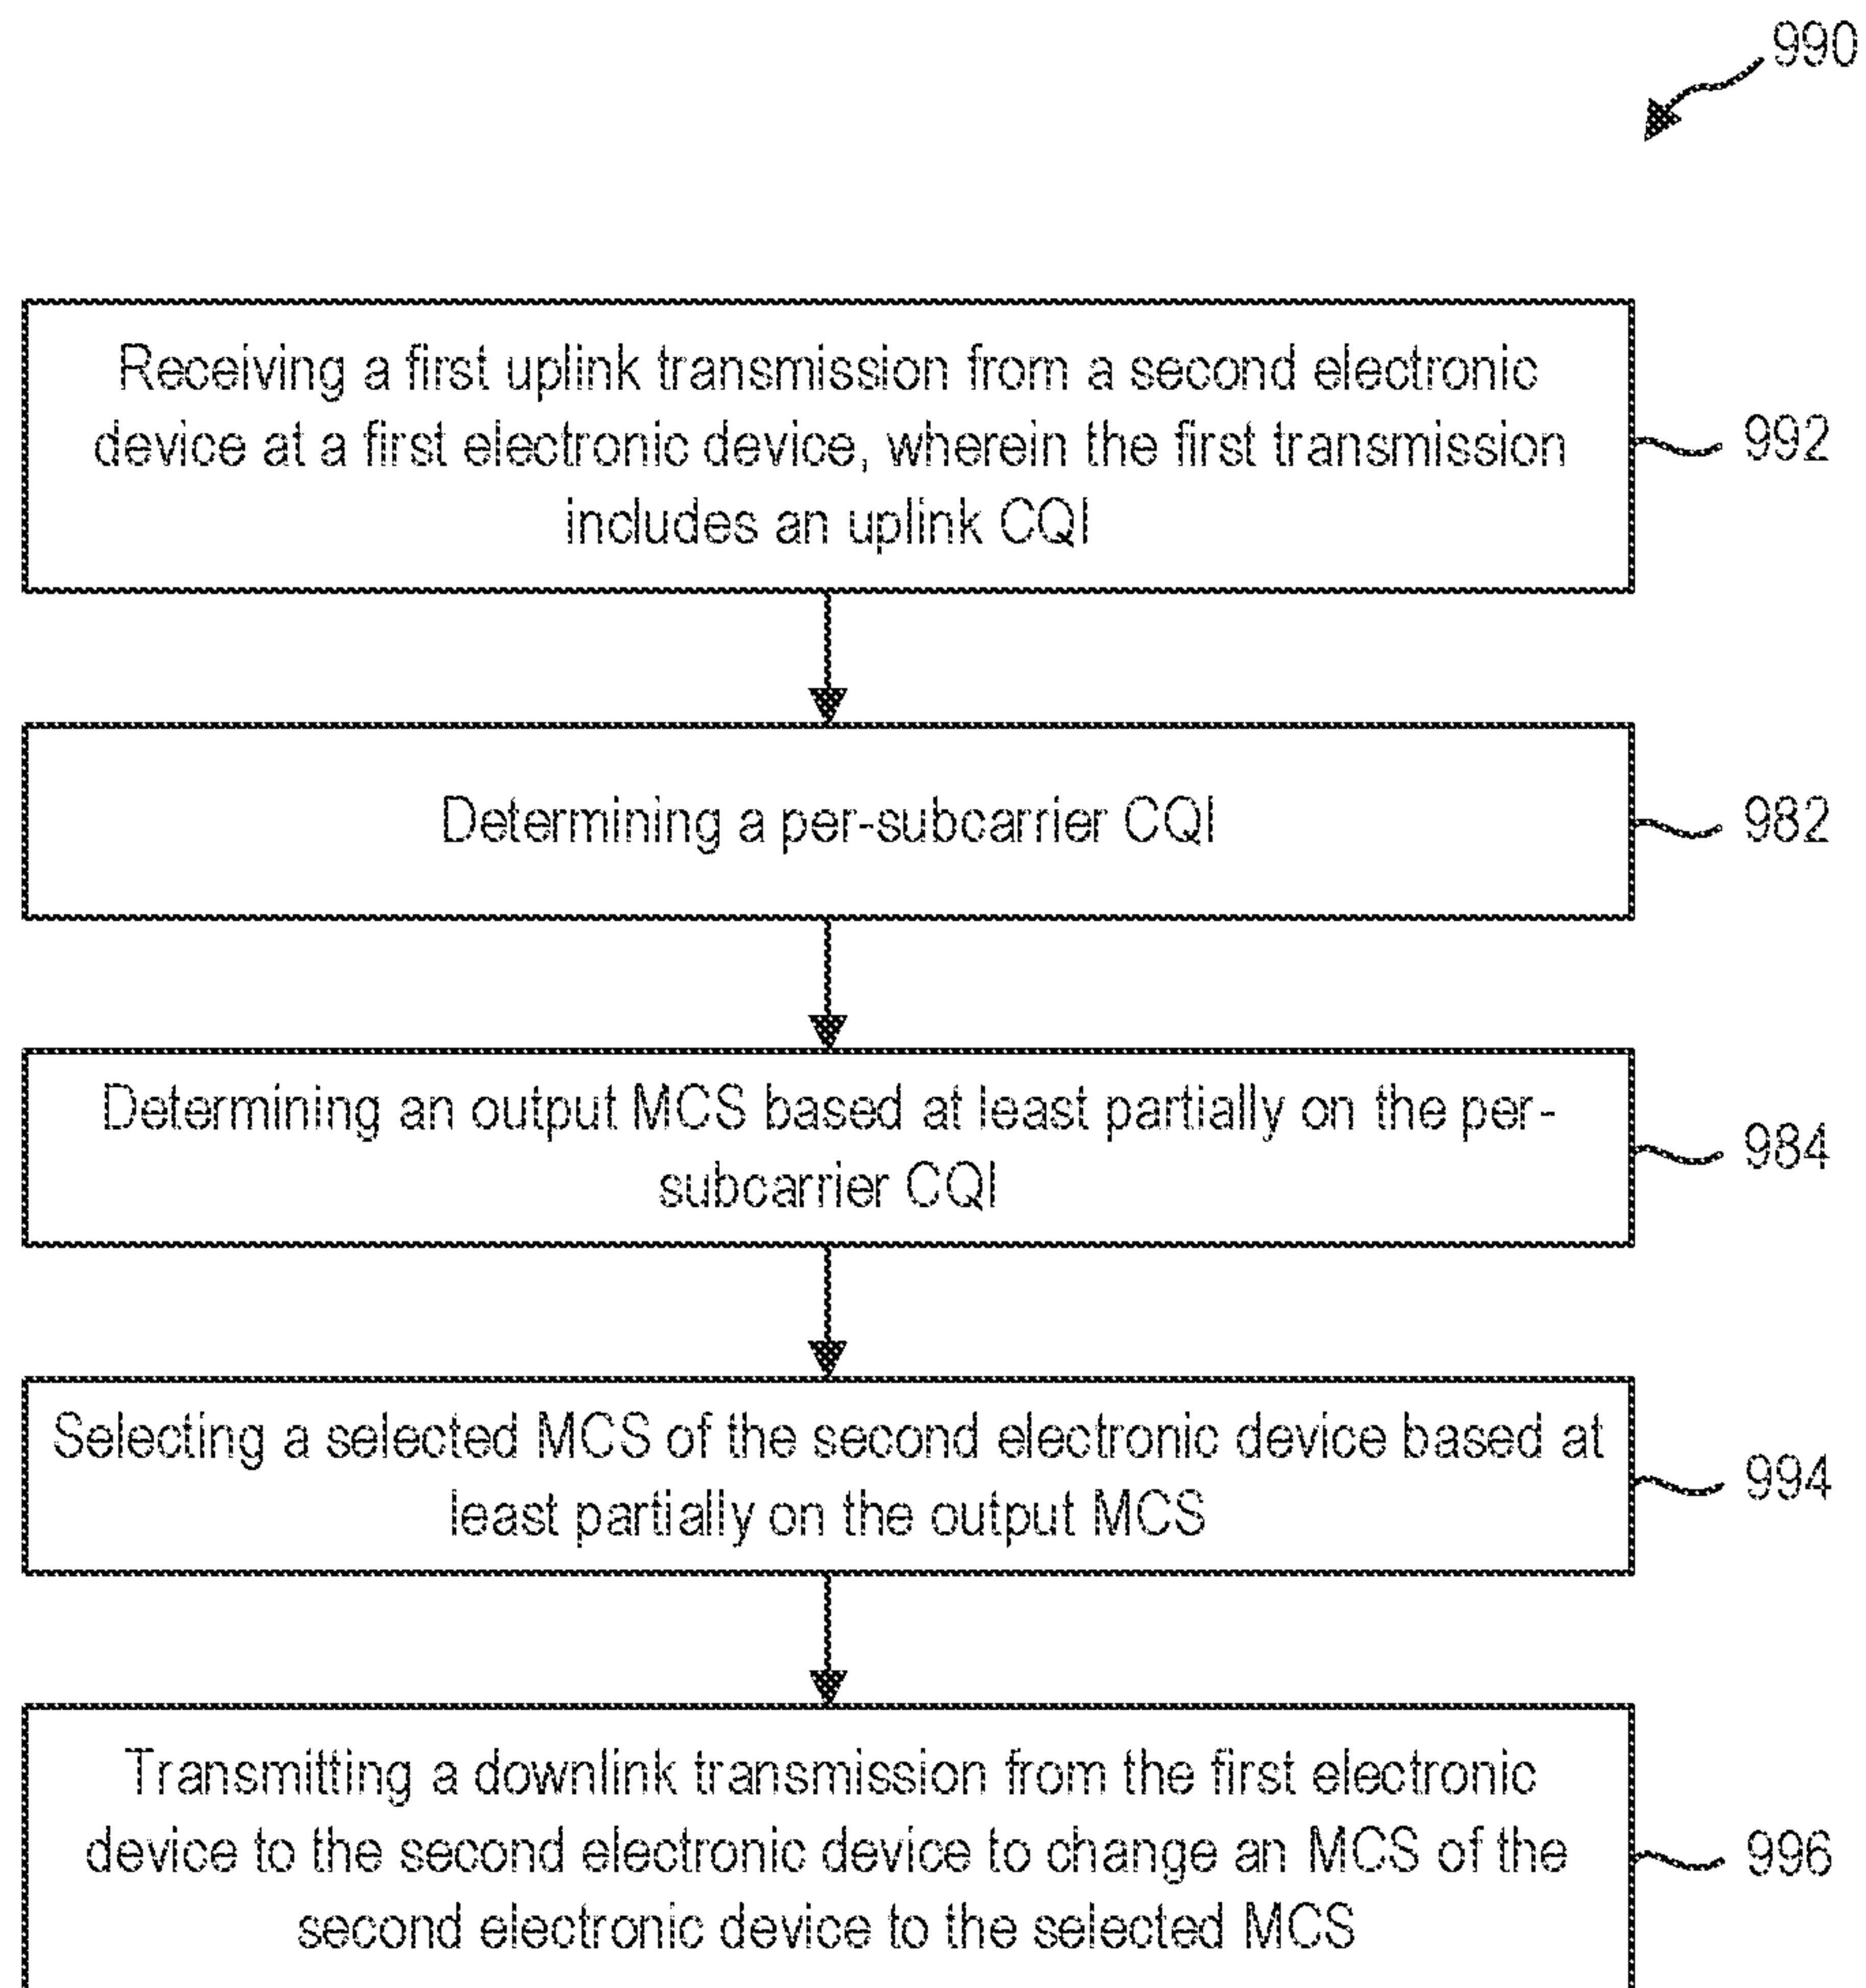 990
Receiving a first uplink transmission from a second electronic
device at a first electronic device, wherein the first transmission
includes an uplink CQI
992
Determining a per-subcarrier CQI
982
Determining an output MCS based at least partially on the per-
subcarrier CQI
984
Selecting a selected MCS of the second electronic device based at
least partially on the output MCS
994
Transmitting a downlink transmission from the first electronic
device to the second electronic device to change an MCS of the
second electronic device to the selected MCS
996